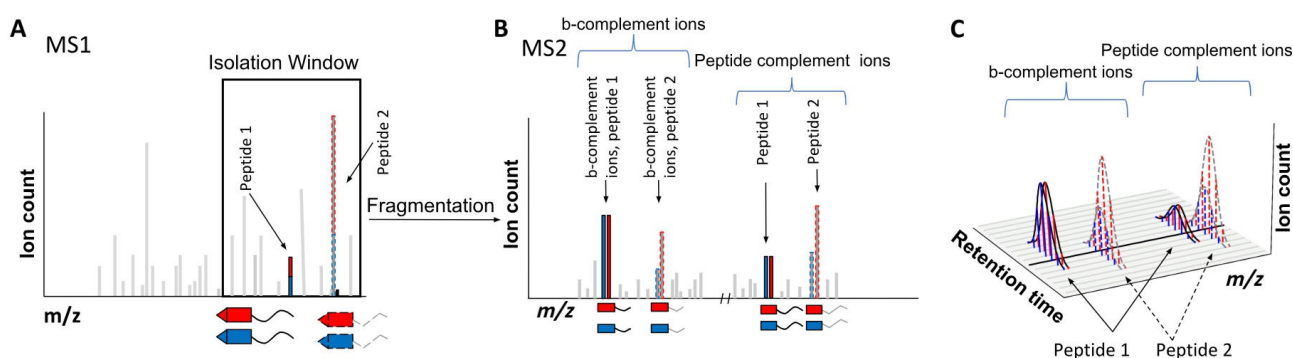 A
MS1
Isolation Window
Peptide 1
Peptide 2
Ion count
m/z
Fragmentation
B
MS2
b-complement ions
Peptide complement ions
b-complement
ions, peptide 1
b-complement
ions, peptide 2
Peptide 1
Peptide 2
Ion count
m/z
C
Peptide complement ions
b-complement ions
Ion count
Retention time
m/z
Peptide 1
Peptide 2